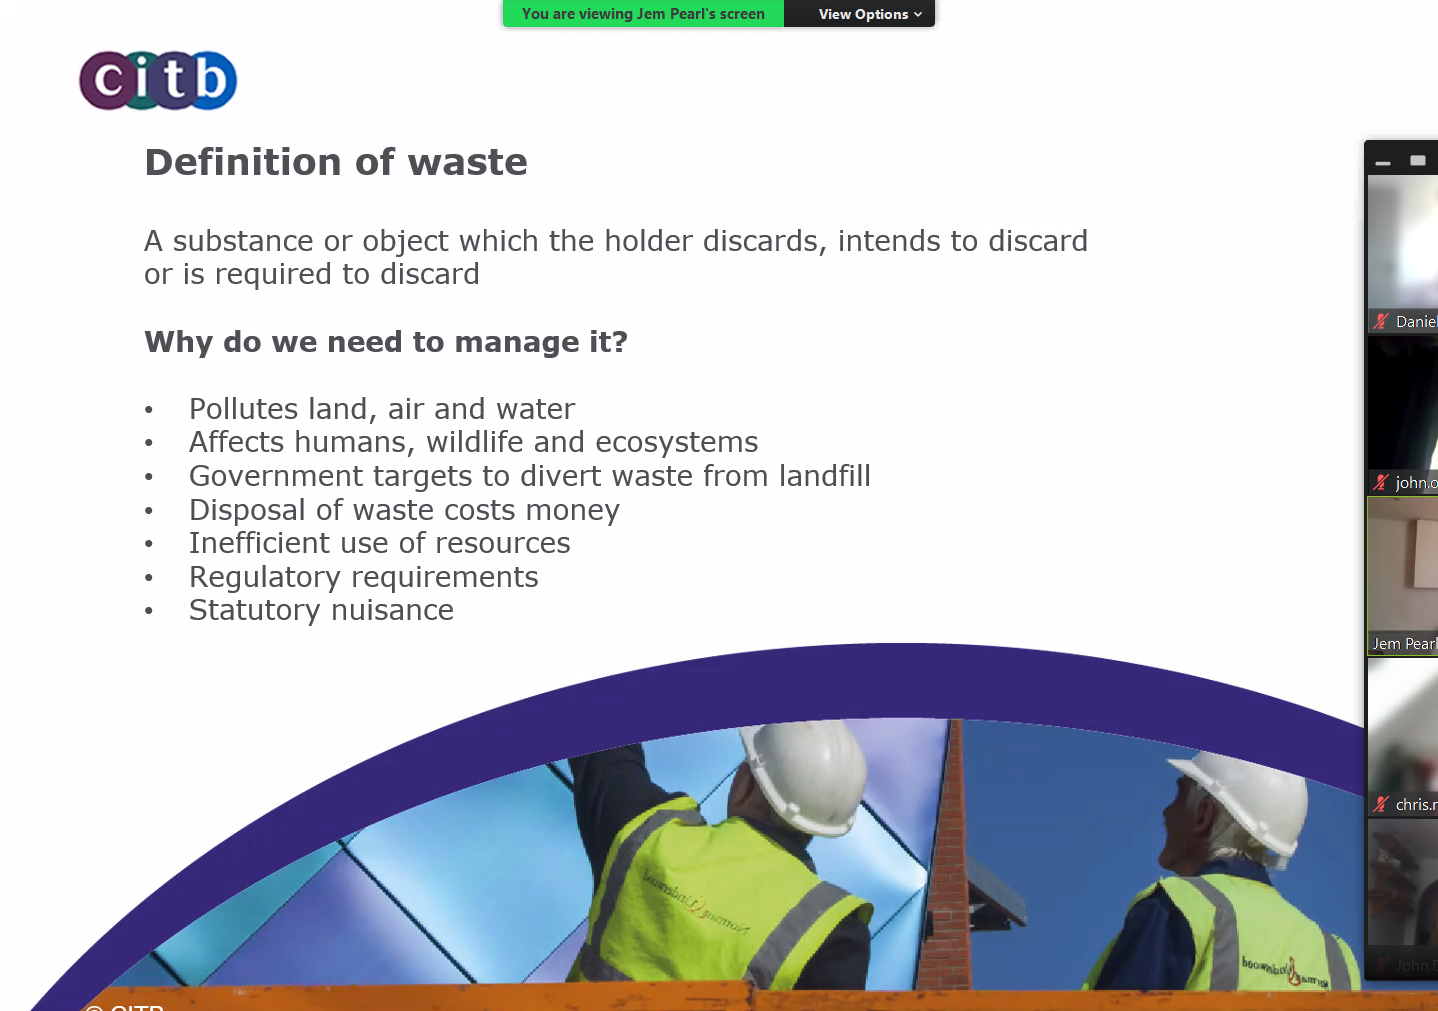 You are viewing Jem Pearl's screen View Options
citb
Definition of waste
A substance or object which the holder discards, intends to discard
or is required to discard
Why do we need to manage it?
• Pollutes land, air and water
• Affects humans, wildlife and ecosystems
• Government targets to divert waste from landfill
• Disposal of waste costs money
• Inefficient use of resources
• Regulatory requirements
• Statutory nuisance
Daniel
john.o
Jem Pearl
chris.r
John.D
© CITB